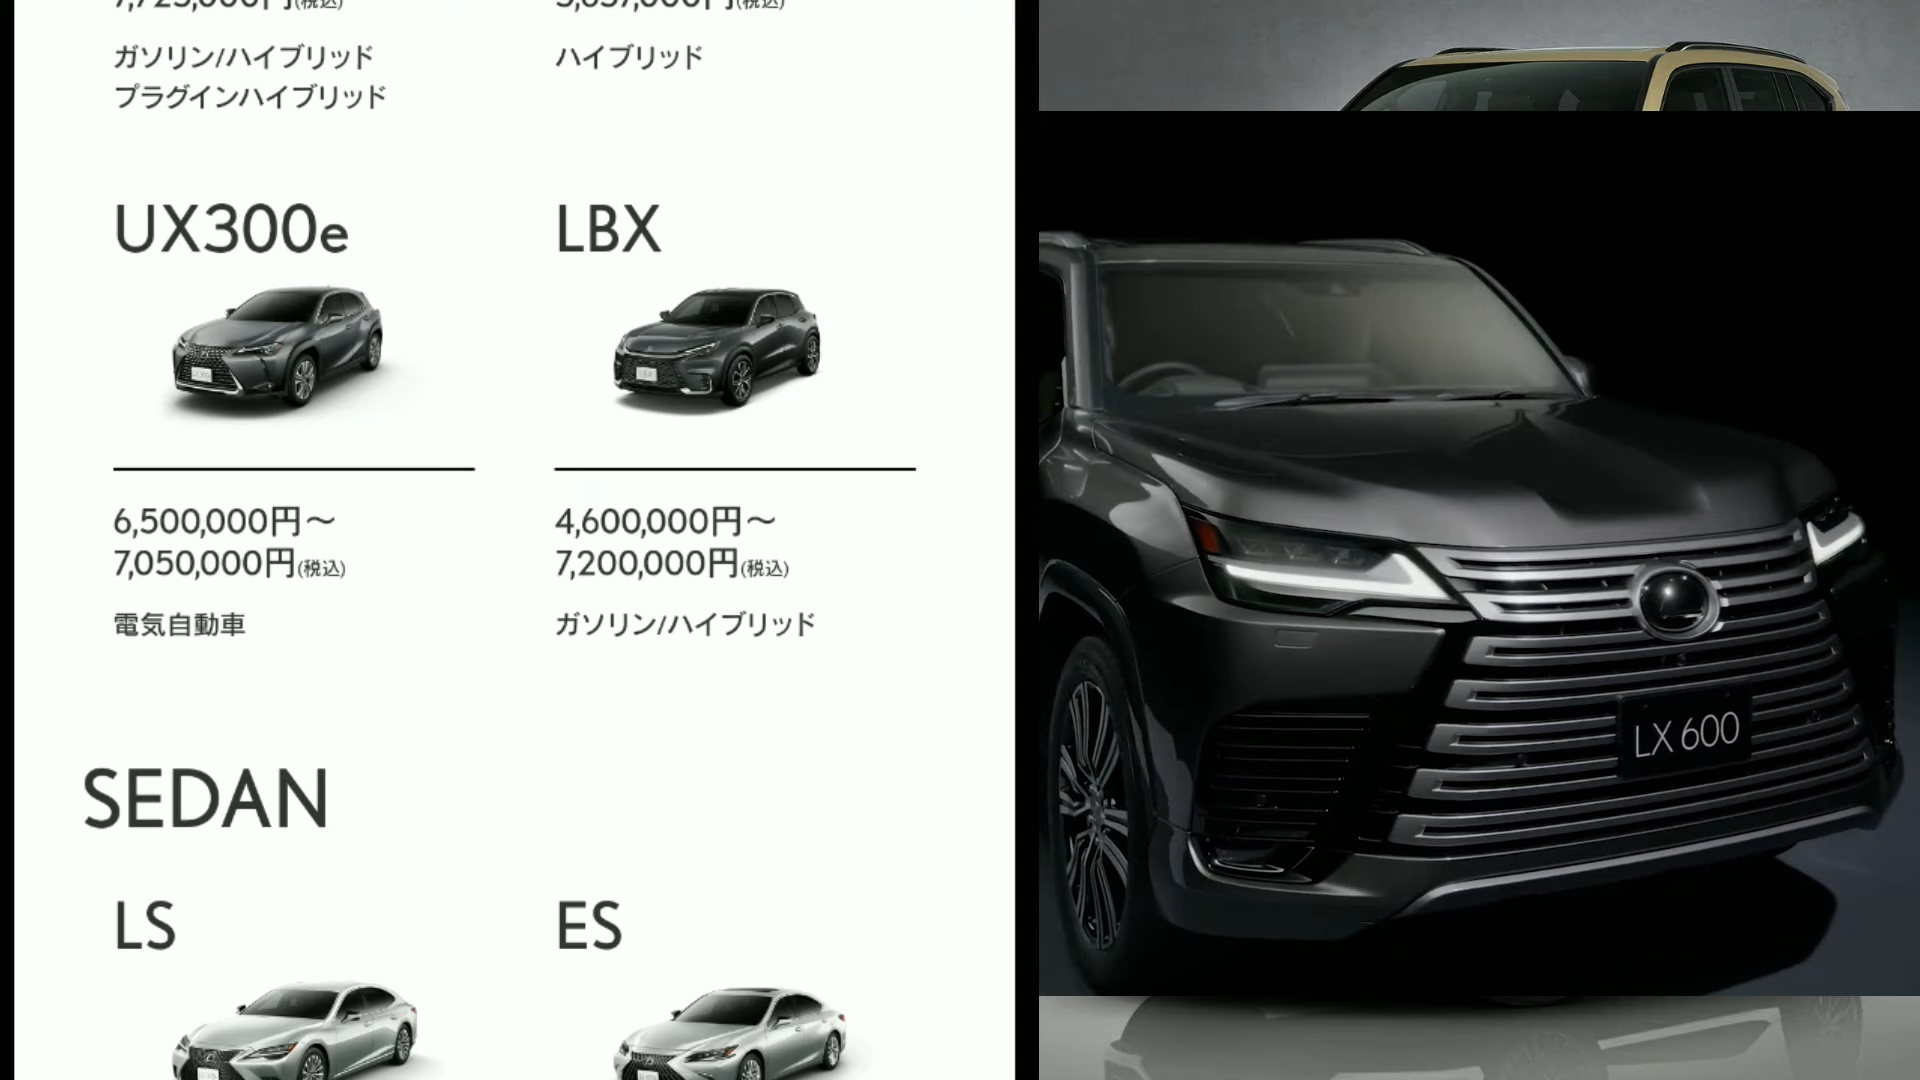 ガソリン/ハイブリッド
プラグインハイブリッド
ハイブリッド
UX300e
LBX
6,500,000円～
7,050,000円(税込)
電気自動車
4,600,000円～
7,200,000円(税込)
ガソリン/ハイブリッド
SEDAN
LS
ES
LX 600